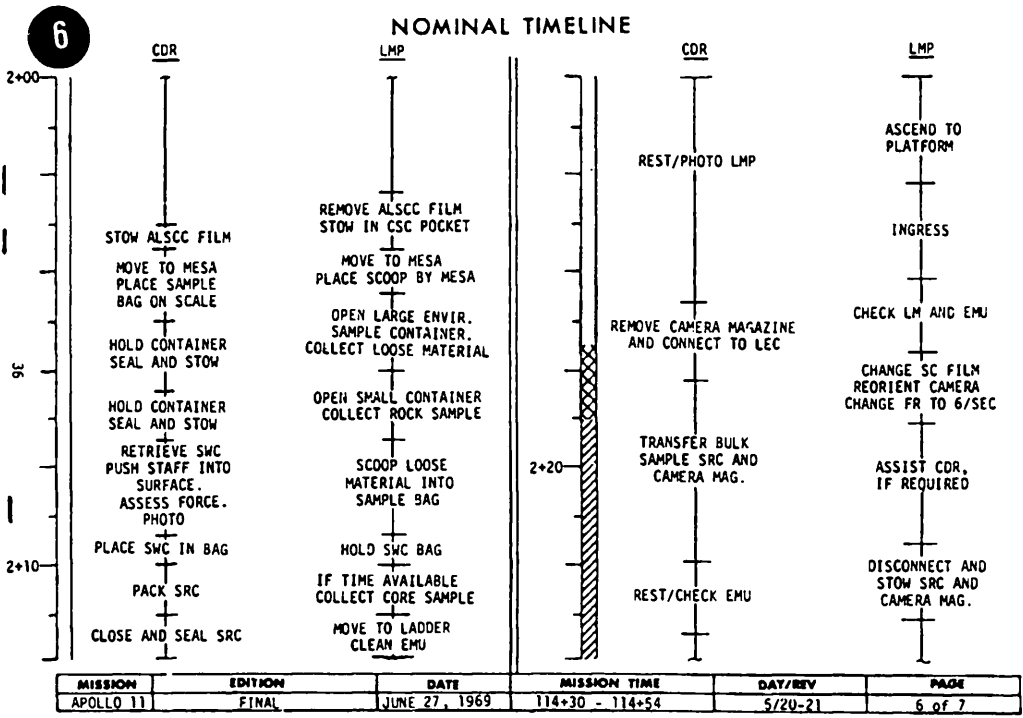 6
NOMINAL TIMELINE
CDR
LMP
2+00
REMOVE ALSCC FILM
STOW IN CSC POCKET
STOW ALSCC FILM
MOVE TO MESA
PLACE SCOOP BY MESA
MOVE TO MESA
PLACE SAMPLE
BAG ON SCALE
OPEN LARGE ENVIR.
SAMPLE CONTAINER.
COLLECT LOOSE MATERIAL
HOLD CONTAINER
SEAL AND STOW
36
OPEN SMALL CONTAINER
COLLECT ROCK SAMPLE
HOLD CONTAINER
SEAL AND STOW
RETRIEVE SWC
PUSH STAFF INTO
SURFACE.
ASSESS FORCE.
PHOTO
SCOOP LOOSE
MATERIAL INTO
SAMPLE BAG
PLACE SWC IN BAG
HOLD SWC BAG
2+10
PACK SRC
IF TIME AVAILABLE
COLLECT CORE SAMPLE
CLOSE AND SEAL SRC
MOVE TO LADDER
CLEAN EMU
CDR
LMP
ASCEND TO
PLATFORM
REST/PHOTO LMP
INGRESS
CHECK LM AND EMU
REMOVE CAMERA MAGAZINE
AND CONNECT TO LEC
CHANGE SC FILM
REORIENT CAMERA
CHANGE FR TO 6/SEC
2+20
TRANSFER BULK
SAMPLE SRC AND
CAMERA MAG.
ASSIST CDR,
IF REQUIRED
DISCONNECT AND
STOW SRC AND
CAMERA MAG.
REST/CHECK EMU
MISSION EDITION DATE MISSION TIME DAY/REV PAGE
APOLLO 11 FINAL JUNE 27, 1969 114+30 - 114+54 5/20-21 6 of 7